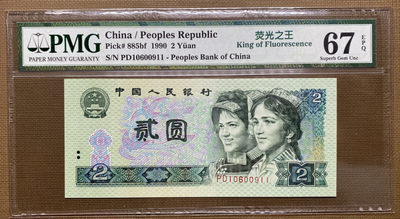 PMG
PAPER MONEY GUARANTY
China / Peoples Republic
Pick# 885bf 1990 2 Yüan
S/N PD10600911 - Peoples Bank of China
荧光之王
King of Fluorescence
67 EPQ
Superb Gem Unc
中国人民银行
2
贰圆
PD10600911
2
2